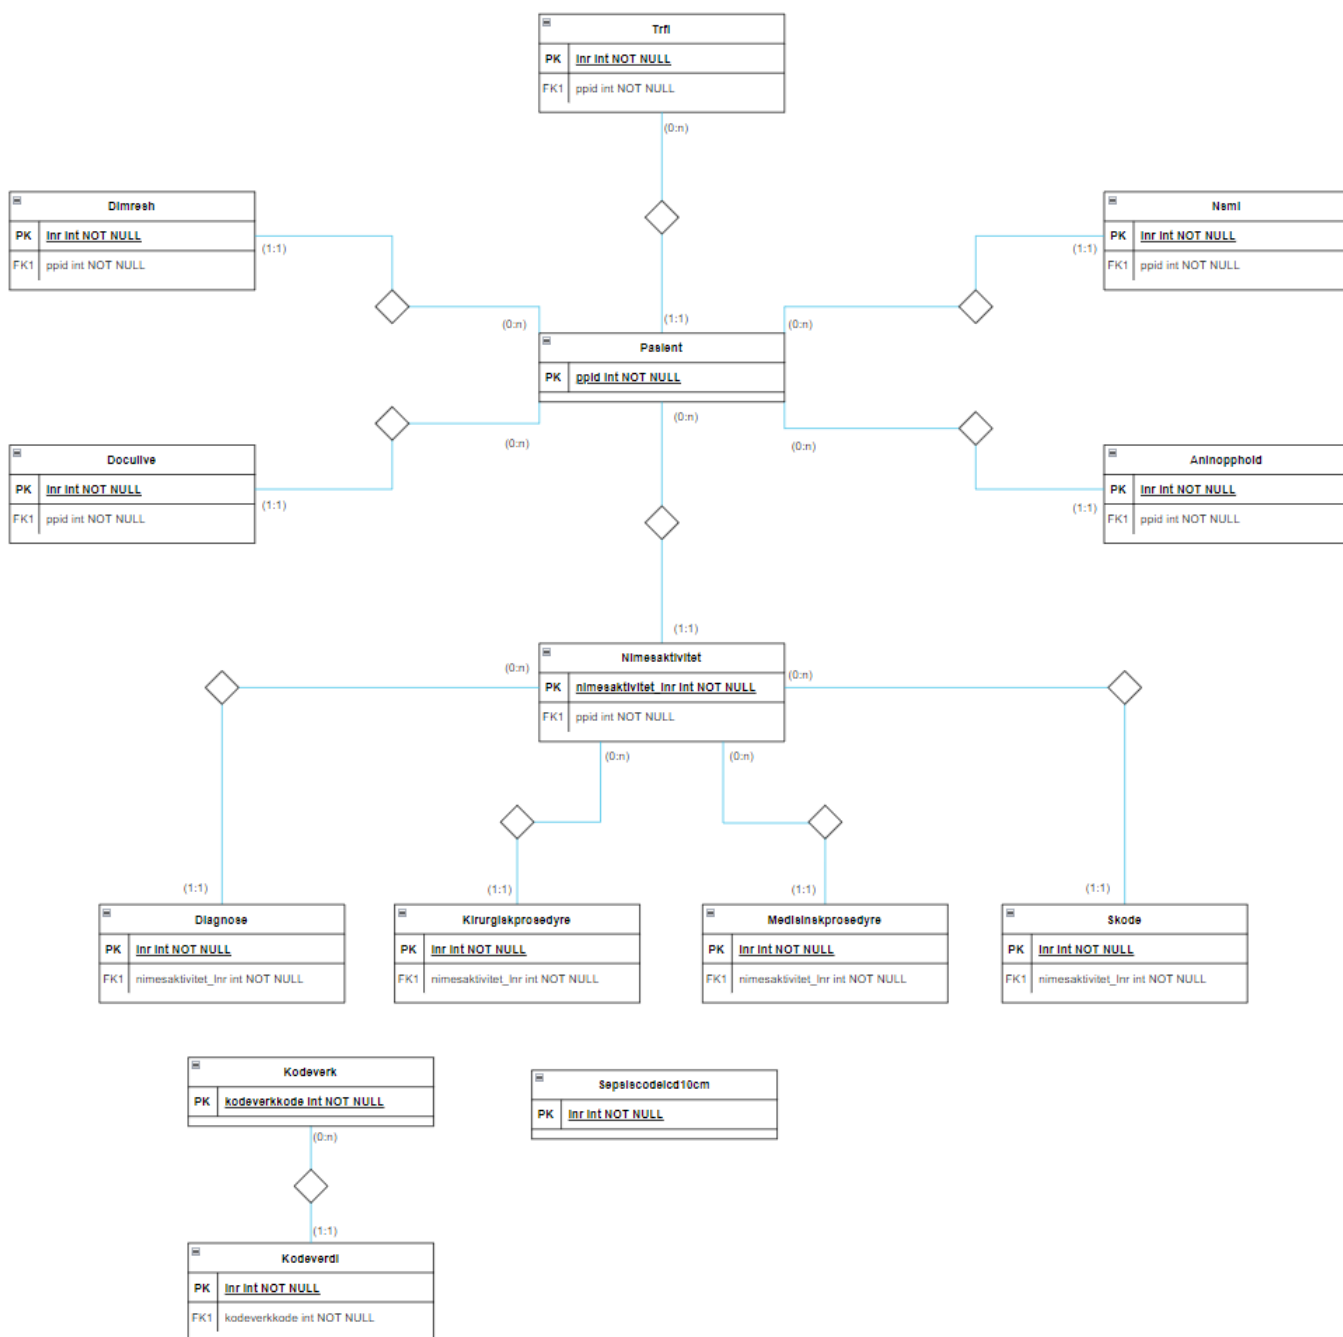 Trfl
PK lnr int NOT NULL
FK1 ppid int NOT NULL
(0:n)
Dimresh
PK lnr int NOT NULL
FK1 ppid int NOT NULL
(1:1)
Nsml
PK lnr int NOT NULL
FK1 ppid int NOT NULL
(1:1)
(0:n)
(1:1)
(0:n)
Pasient
PK ppid int NOT NULL
(0:n)
(0:n)
(0:n)
Doculive
PK lnr int NOT NULL
FK1 ppid int NOT NULL
(1:1)
Aninopphold
PK lnr int NOT NULL
FK1 ppid int NOT NULL
(1:1)
(1:1)
Nimesaktivitet
PK nimesaktivitet_lnr int NOT NULL
FK1 ppid int NOT NULL
(0:n)
(0:n)
(0:n)
(0:n)
(1:1)
(1:1)
(1:1)
(1:1)
Diagnose
PK lnr int NOT NULL
FK1 nimesaktivitet_lnr int NOT NULL
Kirurgiskprosedyre
PK lnr int NOT NULL
FK1 nimesaktivitet_lnr int NOT NULL
Medisinskprosedyre
PK lnr int NOT NULL
FK1 nimesaktivitet_lnr int NOT NULL
Skode
PK lnr int NOT NULL
FK1 nimesaktivitet_lnr int NOT NULL
Kodeverk
PK kodeverkkode int NOT NULL
(0:n)
Sepsiscodeicd10cm
PK lnr int NOT NULL
(1:1)
Kodeverdi
PK lnr int NOT NULL
FK1 kodeverkkode int NOT NULL